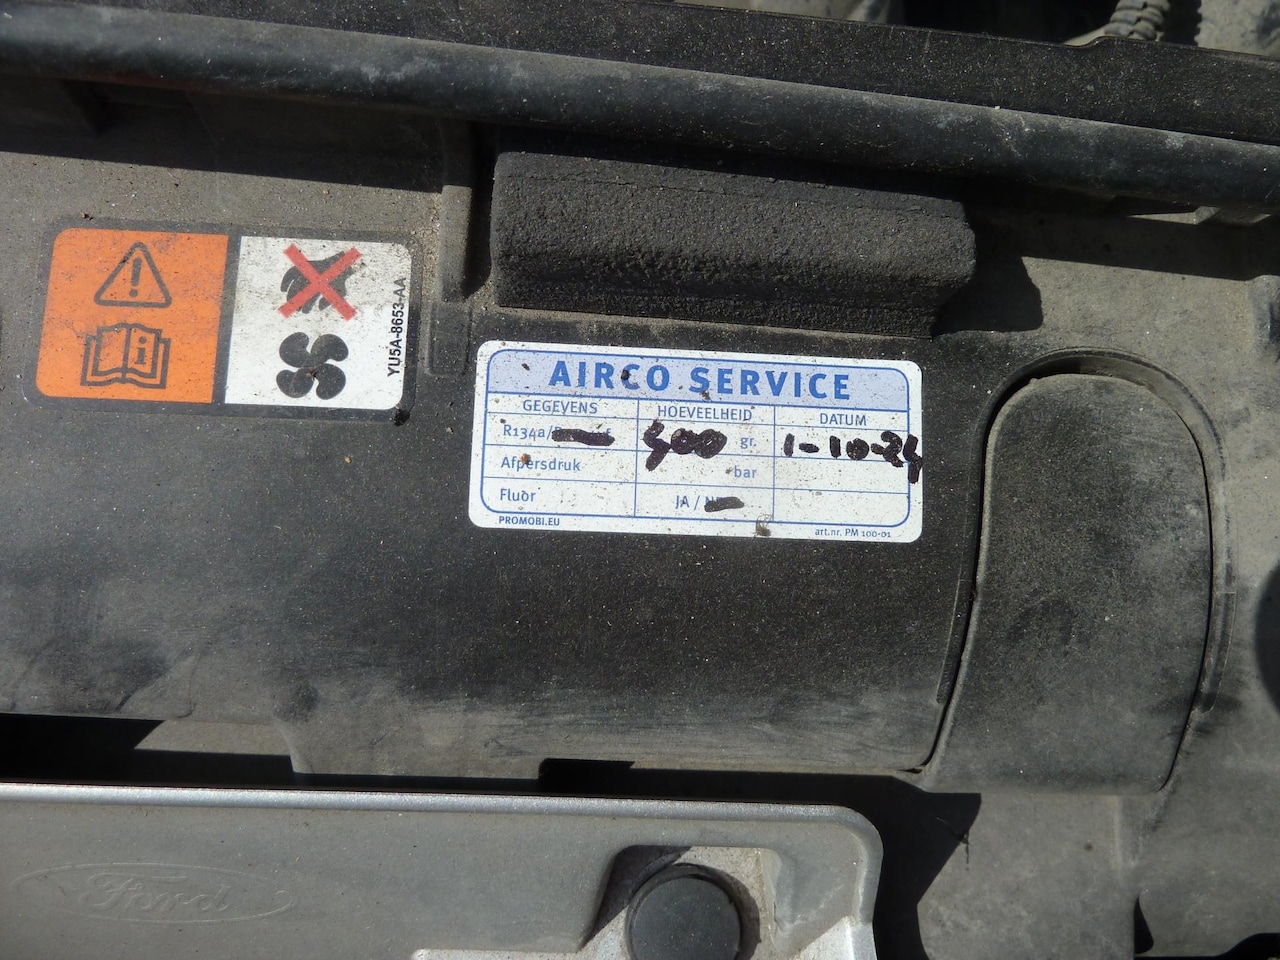 YU5A-8653-AA
AIRCO SERVICE
GEGEVENS HOEVEELHEID DATUM
R134a/ gr. 1-10-24
Afpersdruk bar
Fluor JA /
PROMOBI.EU art.nr. PM 100-01
Ford